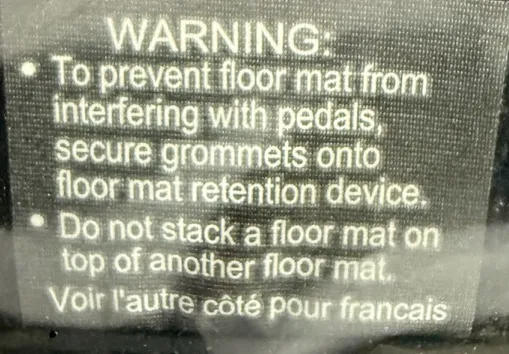 WARNING:
• To prevent floor mat from
interfering with pedals,
secure grommets onto
floor mat retention device.
• Do not stack a floor mat on
top of another floor mat.
Voir l'autre côté pour francais